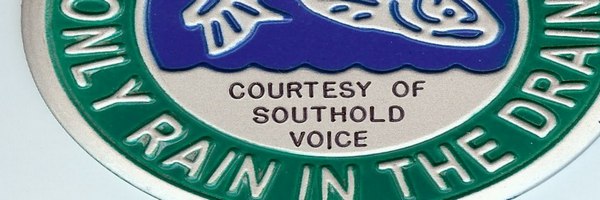 COURTESY OF
SOUTHOLD
VOICE
ONLY RAIN IN THE DRAIN